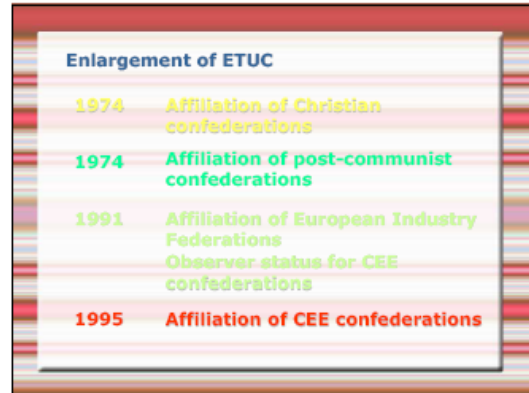 Enlargement of ETUC
1974 Affiliation of Christian
confederations
1974 Affiliation of post-communist
confederations
1991 Affiliation of European Industry
Federations
Observer status for CEE
confederations
1995 Affiliation of CEE confederations